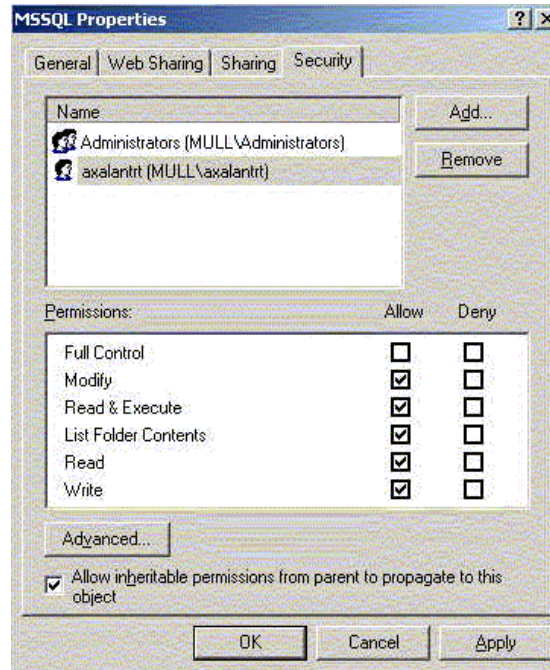 MSSQL Properties
General Web Sharing Sharing Security
Name
Add...
Administrators (MULL\Administrators)
axalantrt (MULL\axalantrt)
Remove
Permissions: Allow Deny
Full Control
Modify
Read & Execute
List Folder Contents
Read
Write
Advanced...
Allow inheritable permissions from parent to propagate to this
object
OK Cancel Apply